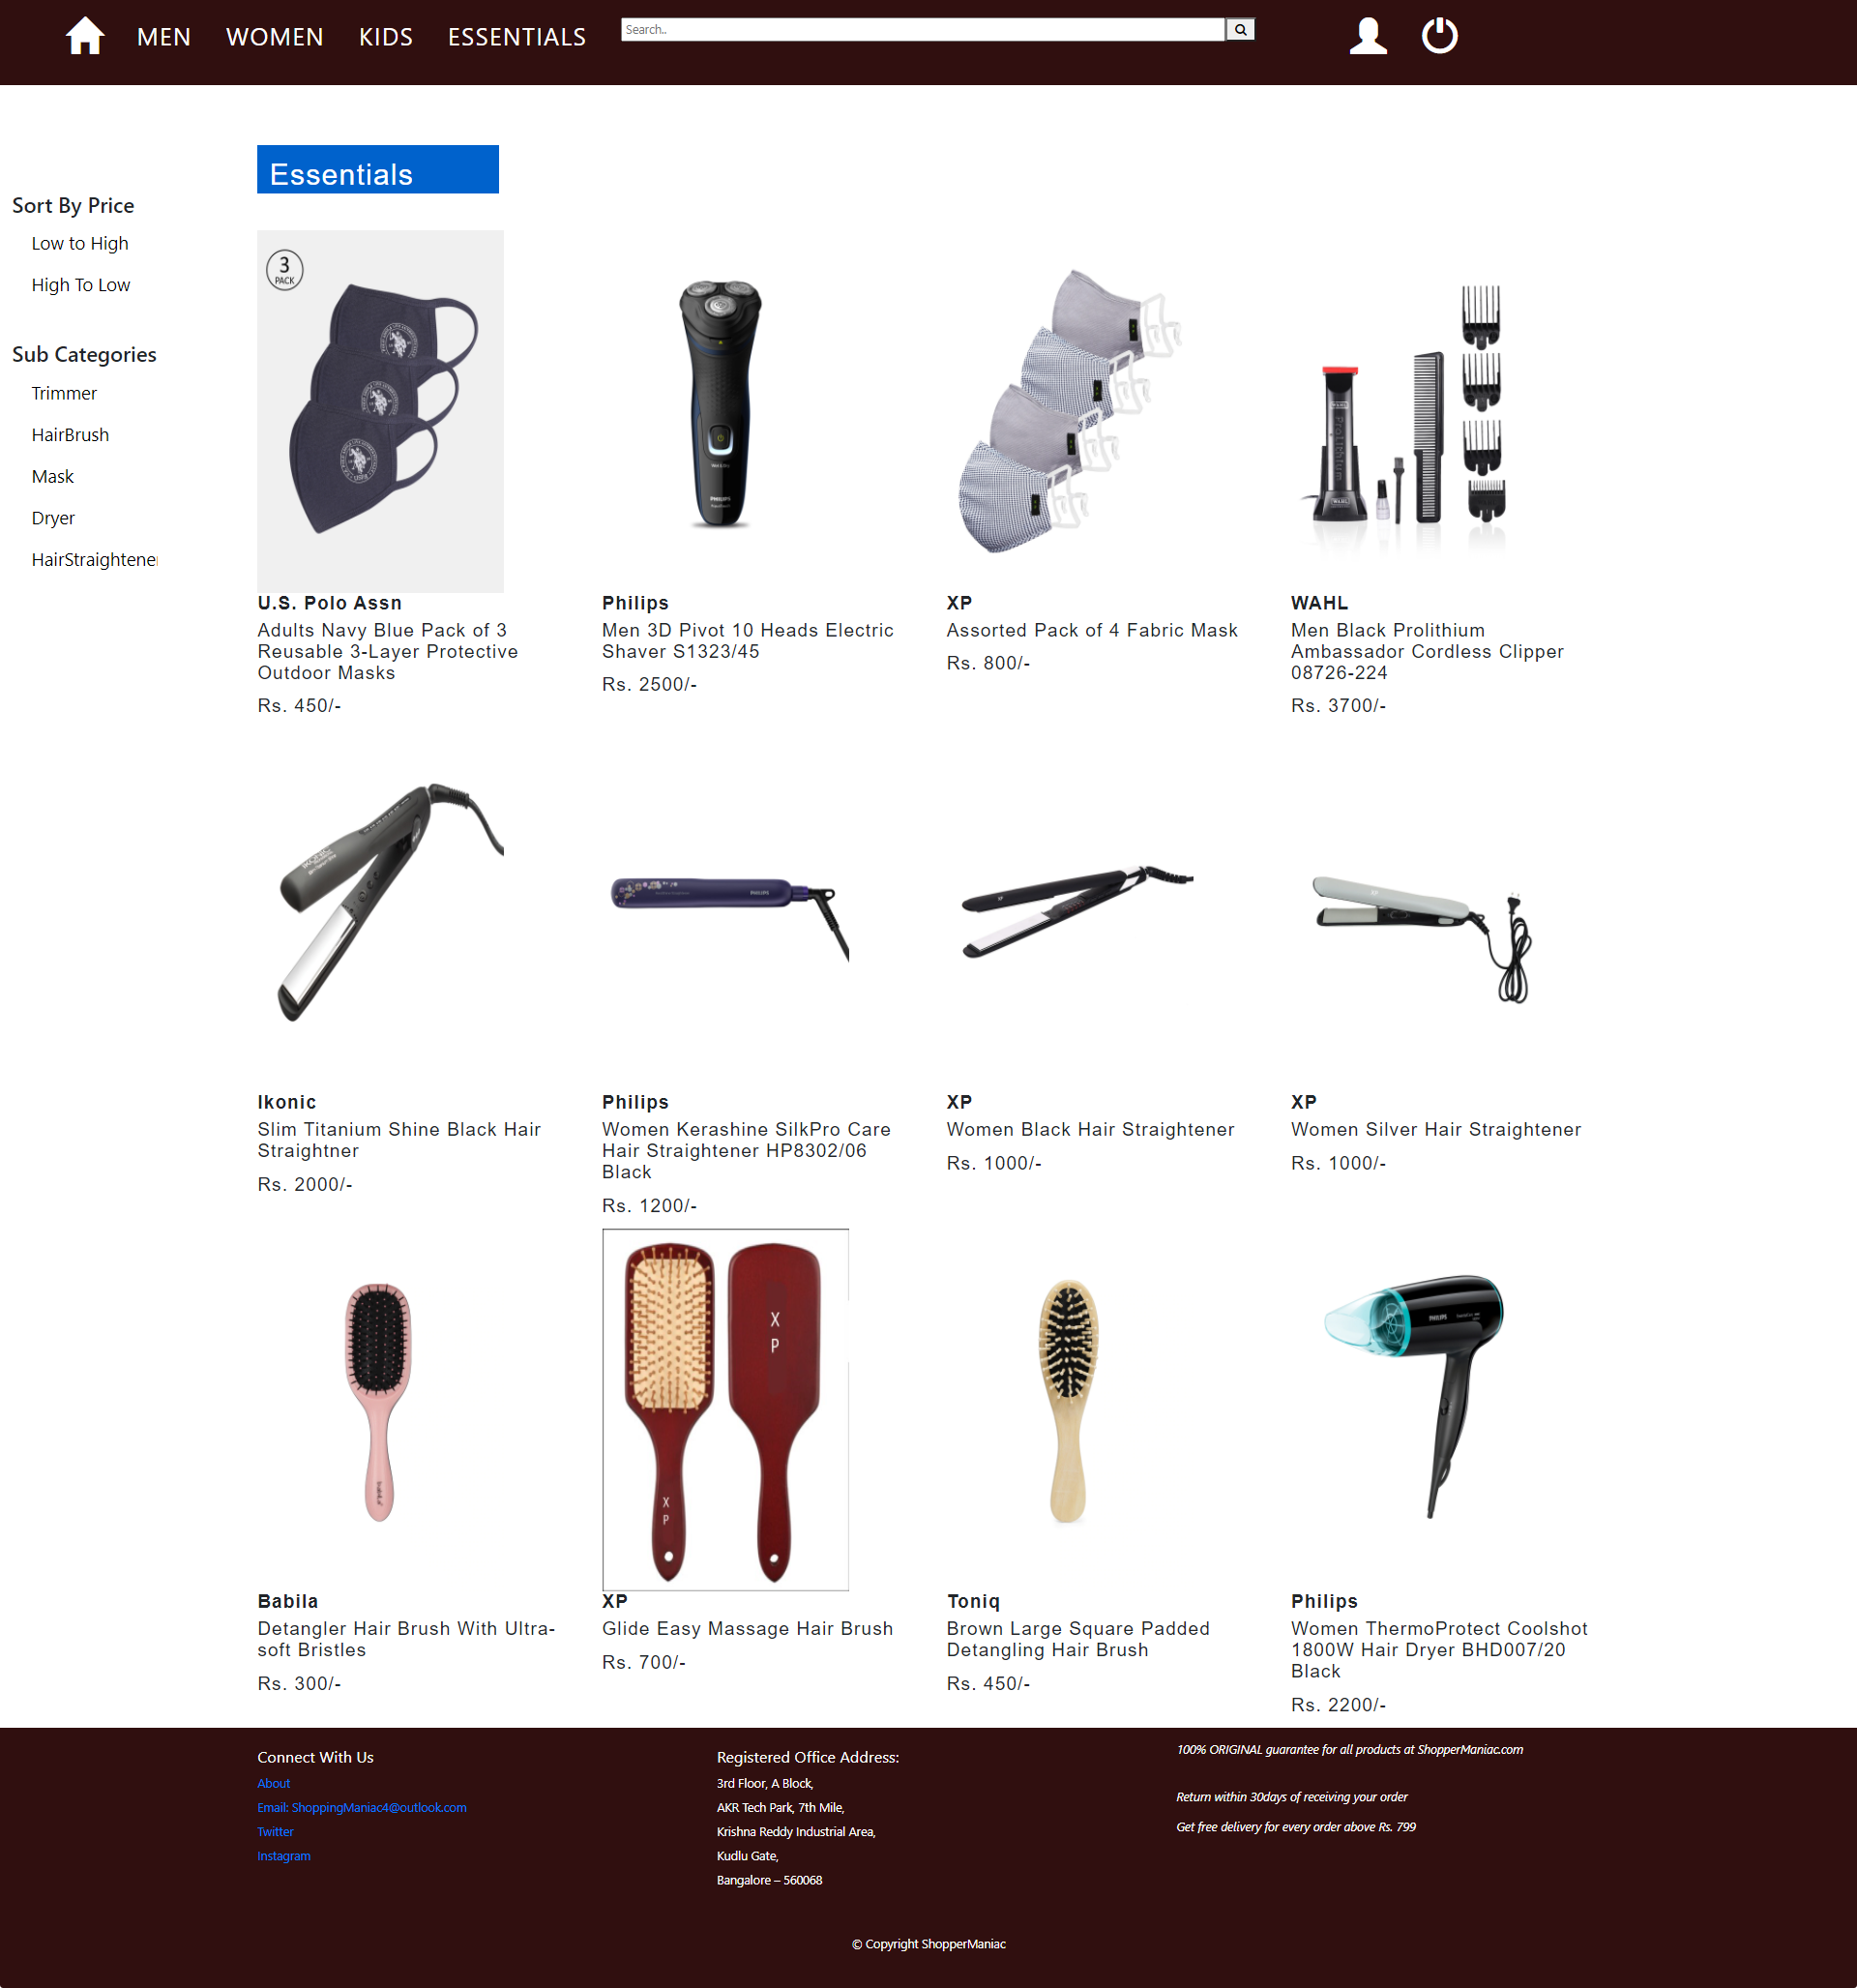 MEN WOMEN KIDS ESSENTIALS Search..
Essentials
Sort By Price
Low to High
High To Low
Sub Categories
Trimmer
HairBrush
Mask
Dryer
HairStraightene
3
PACK
U.S. Polo Assn
Adults Navy Blue Pack of 3
Reusable 3-Layer Protective
Outdoor Masks
Rs. 450/-
PHILIPS
Philips
Men 3D Pivot 10 Heads Electric
Shaver S1323/45
Rs. 2500/-
XP
Assorted Pack of 4 Fabric Mask
Rs. 800/-
Prolithium
WAHL
WAHL
Men Black Prolithium
Ambassador Cordless Clipper
08726-224
Rs. 3700/-
Ikonic
Slim Titanium Shine Black Hair
Straightner
Rs. 2000/-
PHILIPS
Philips
Women Kerashine SilkPro Care
Hair Straightener HP8302/06
Black
Rs. 1200/-
XP
XP
Women Black Hair Straightener
Rs. 1000/-
XP
XP
Women Silver Hair Straightener
Rs. 1000/-
Babila
Detangler Hair Brush With Ultra-
soft Bristles
Rs. 300/-
X
P
X
P
XP
Glide Easy Massage Hair Brush
Rs. 700/-
Toniq
Brown Large Square Padded
Detangling Hair Brush
Rs. 450/-
PHILIPS
Philips
Women ThermoProtect Coolshot
1800W Hair Dryer BHD007/20
Black
Rs. 2200/-
Connect With Us
About
Email: ShoppingManiac4@outlook.com
Twitter
Instagram
Registered Office Address:
3rd Floor, A Block,
AKR Tech Park, 7th Mile,
Krishna Reddy Industrial Area,
Kudlu Gate,
Bangalore – 560068
100% ORIGINAL guarantee for all products at ShopperManiac.com
Return within 30days of receiving your order
Get free delivery for every order above Rs. 799
© Copyright ShopperManiac